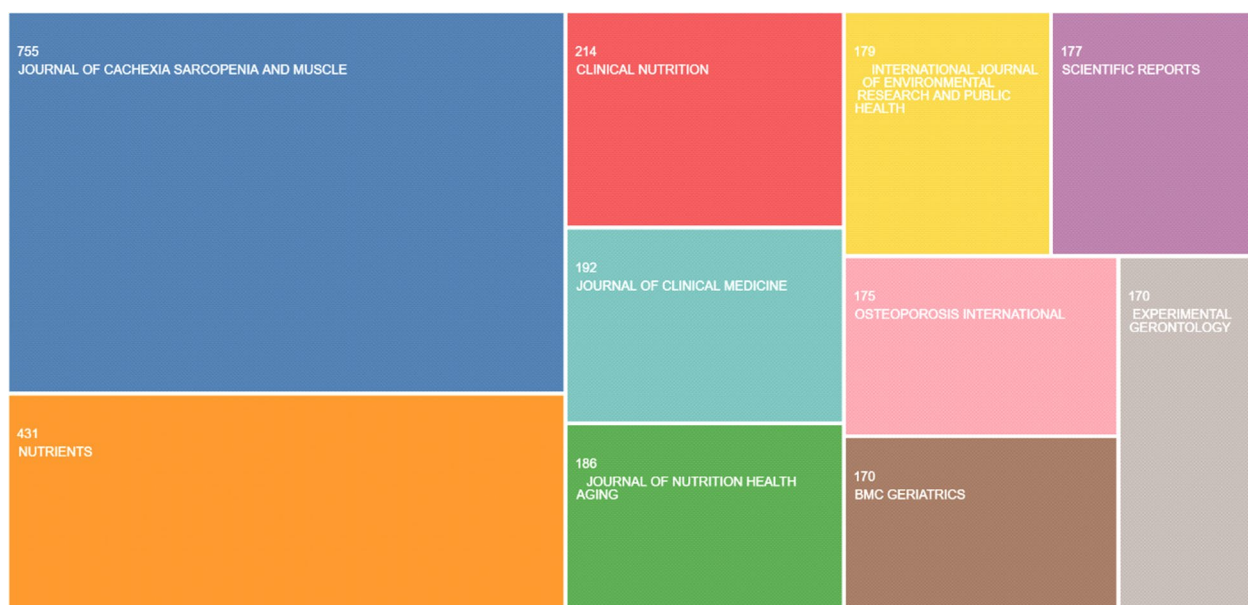 755
JOURNAL OF CACHEXIA SARCOPENIA AND MUSCLE
431
NUTRIENTS
214
CLINICAL NUTRITION
192
JOURNAL OF CLINICAL MEDICINE
186
JOURNAL OF NUTRITION HEALTH
AGING
179
INTERNATIONAL JOURNAL
OF ENVIRONMENTAL
RESEARCH AND PUBLIC
HEALTH
177
SCIENTIFIC REPORTS
175
OSTEOPOROSIS INTERNATIONAL
170
BMC GERIATRICS
170
EXPERIMENTAL
GERONTOLOGY